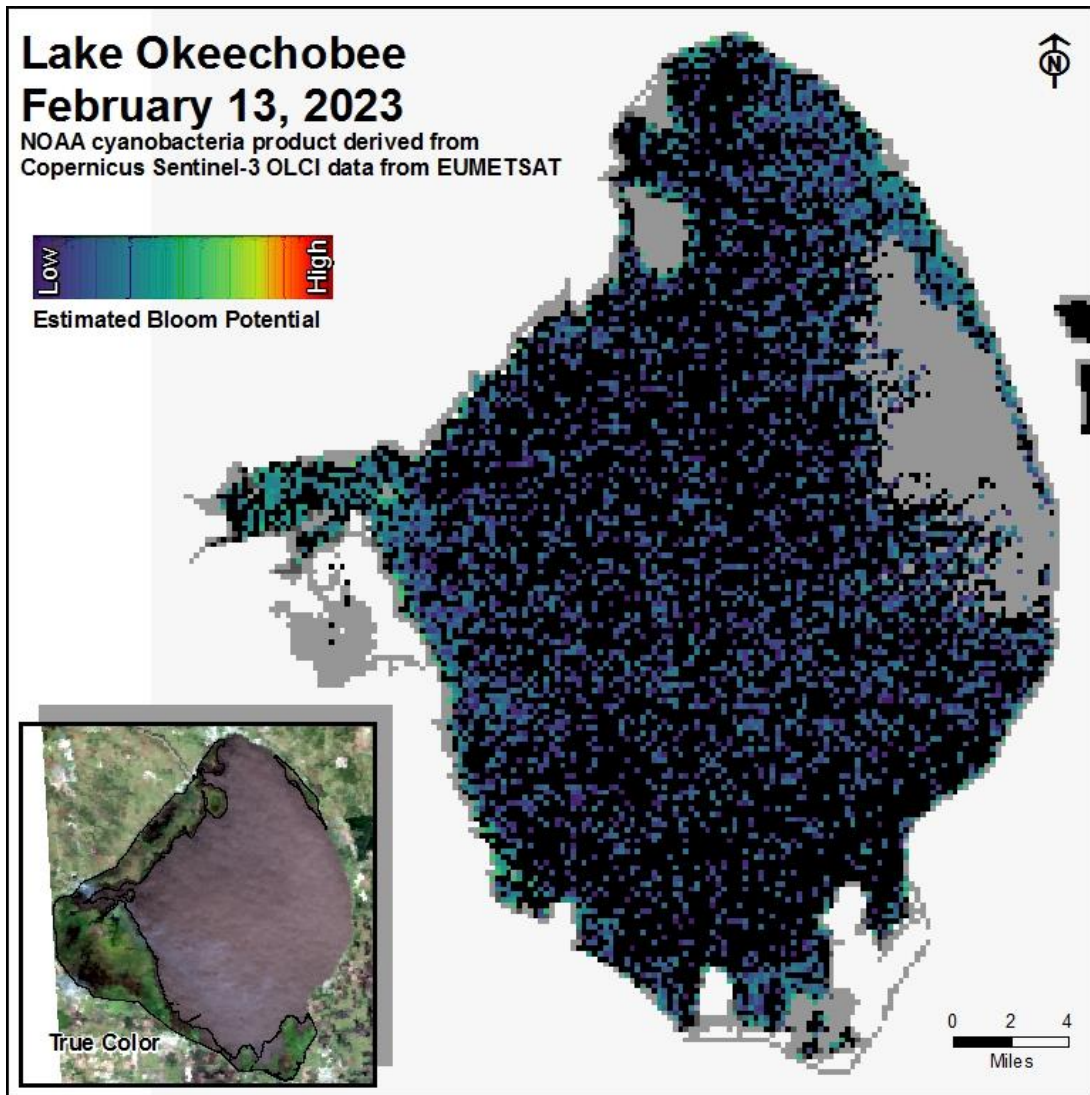 Lake Okeechobee
February 13, 2023
NOAA cyanobacteria product derived from
Copernicus Sentinel-3 OLCI data from EUMETSAT
N
Low
High
Estimated Bloom Potential
True Color
0 2 4
Miles